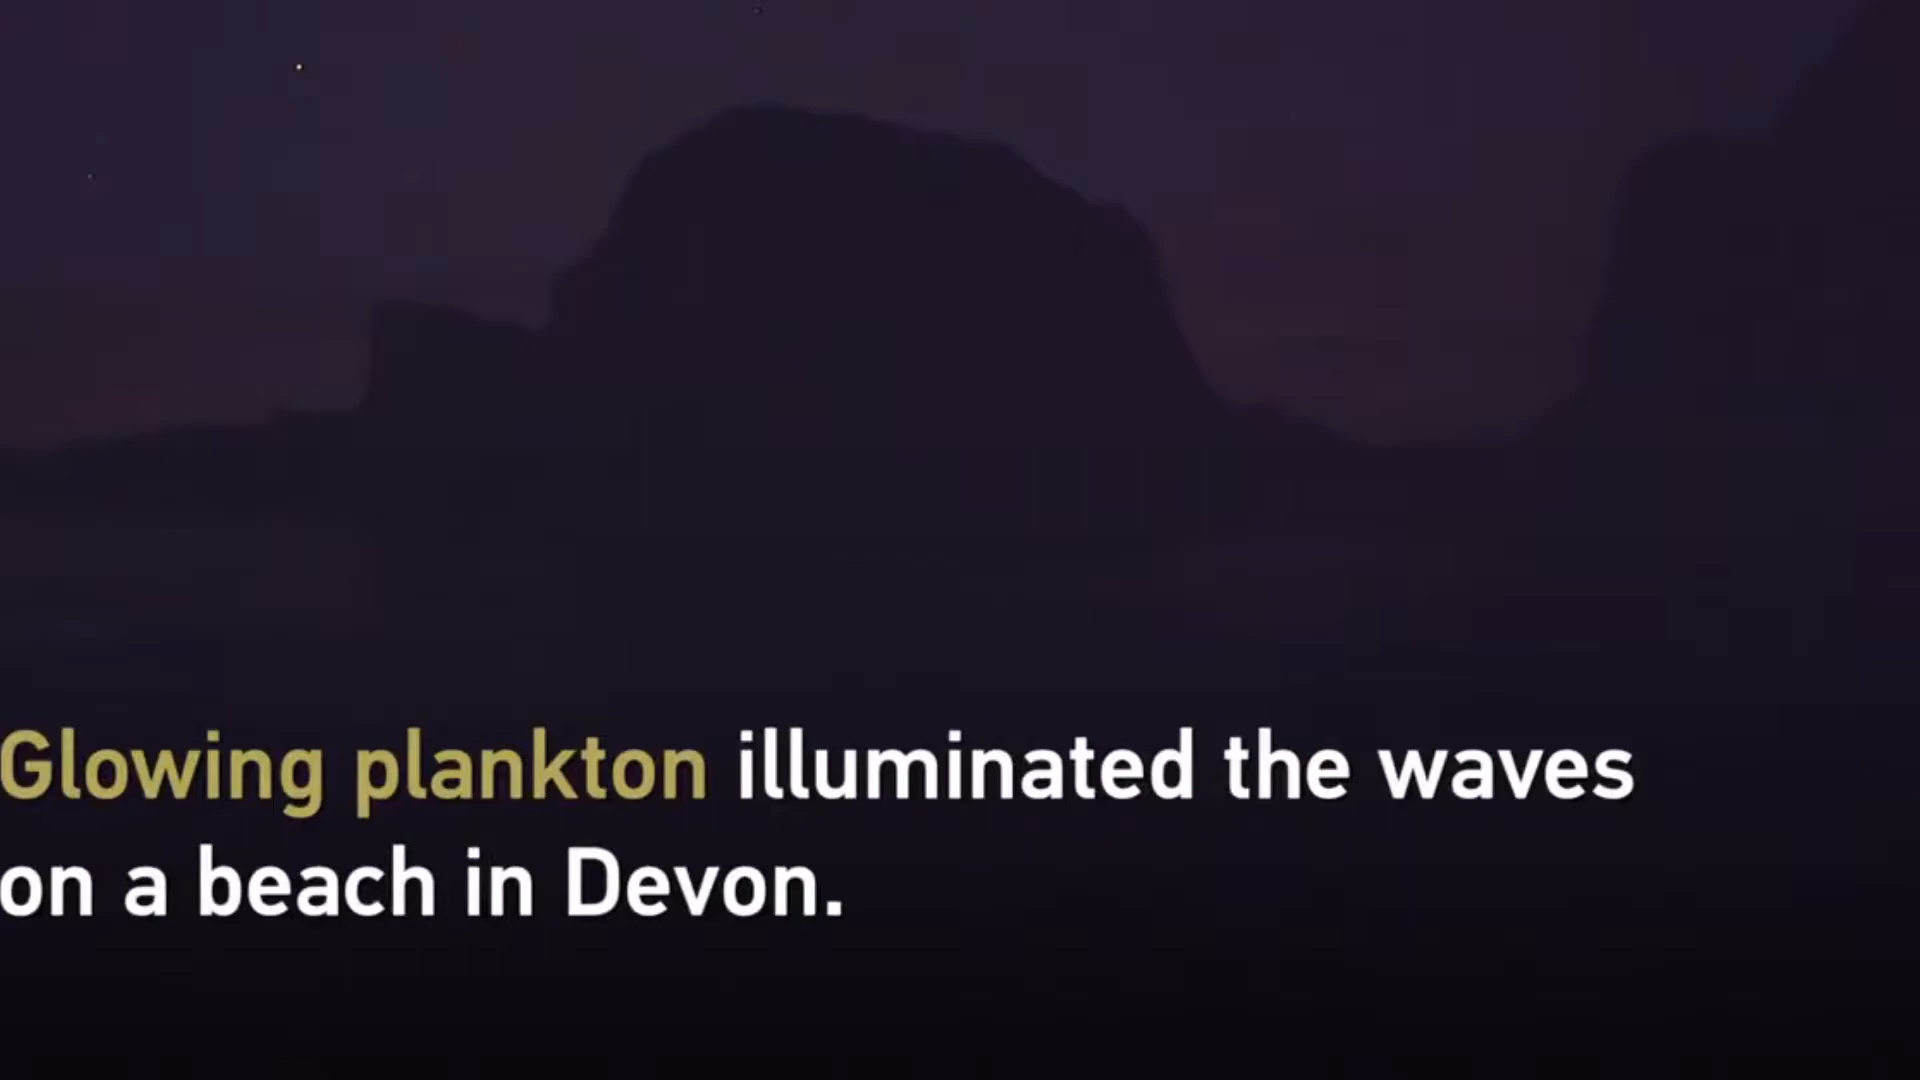 Glowing plankton illuminated the waves
on a beach in Devon.